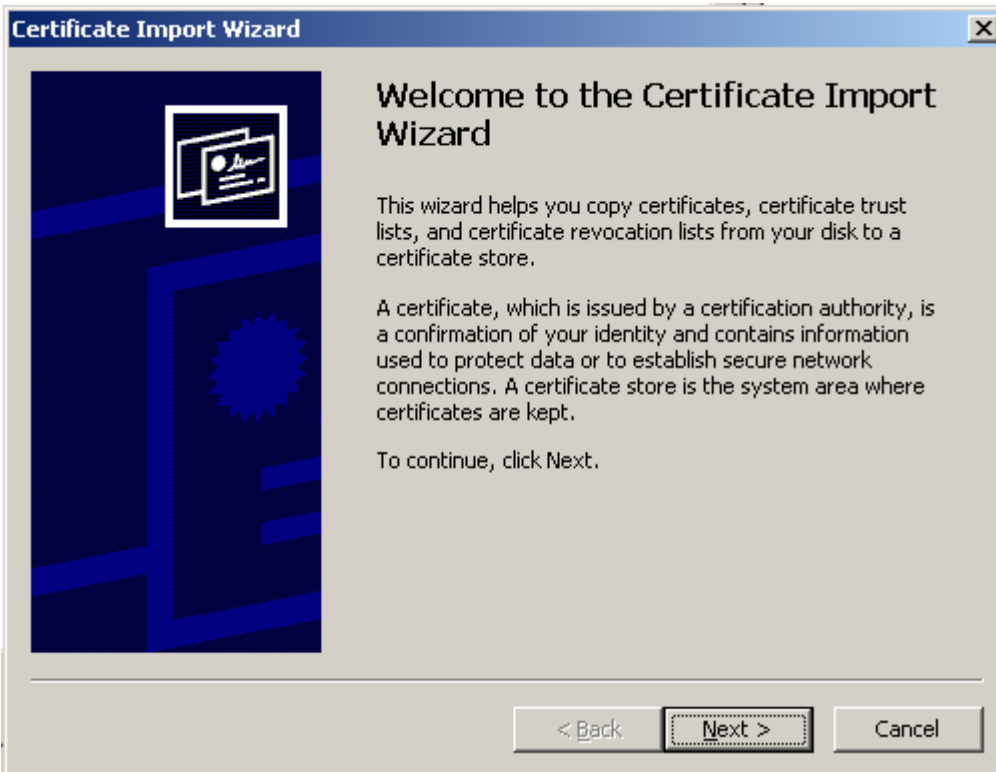 Certificate Import Wizard
Welcome to the Certificate Import
Wizard
This wizard helps you copy certificates, certificate trust
lists, and certificate revocation lists from your disk to a
certificate store.
A certificate, which is issued by a certification authority, is
a confirmation of your identity and contains information
used to protect data or to establish secure network
connections. A certificate store is the system area where
certificates are kept.
To continue, click Next.
< Back
Next >
Cancel